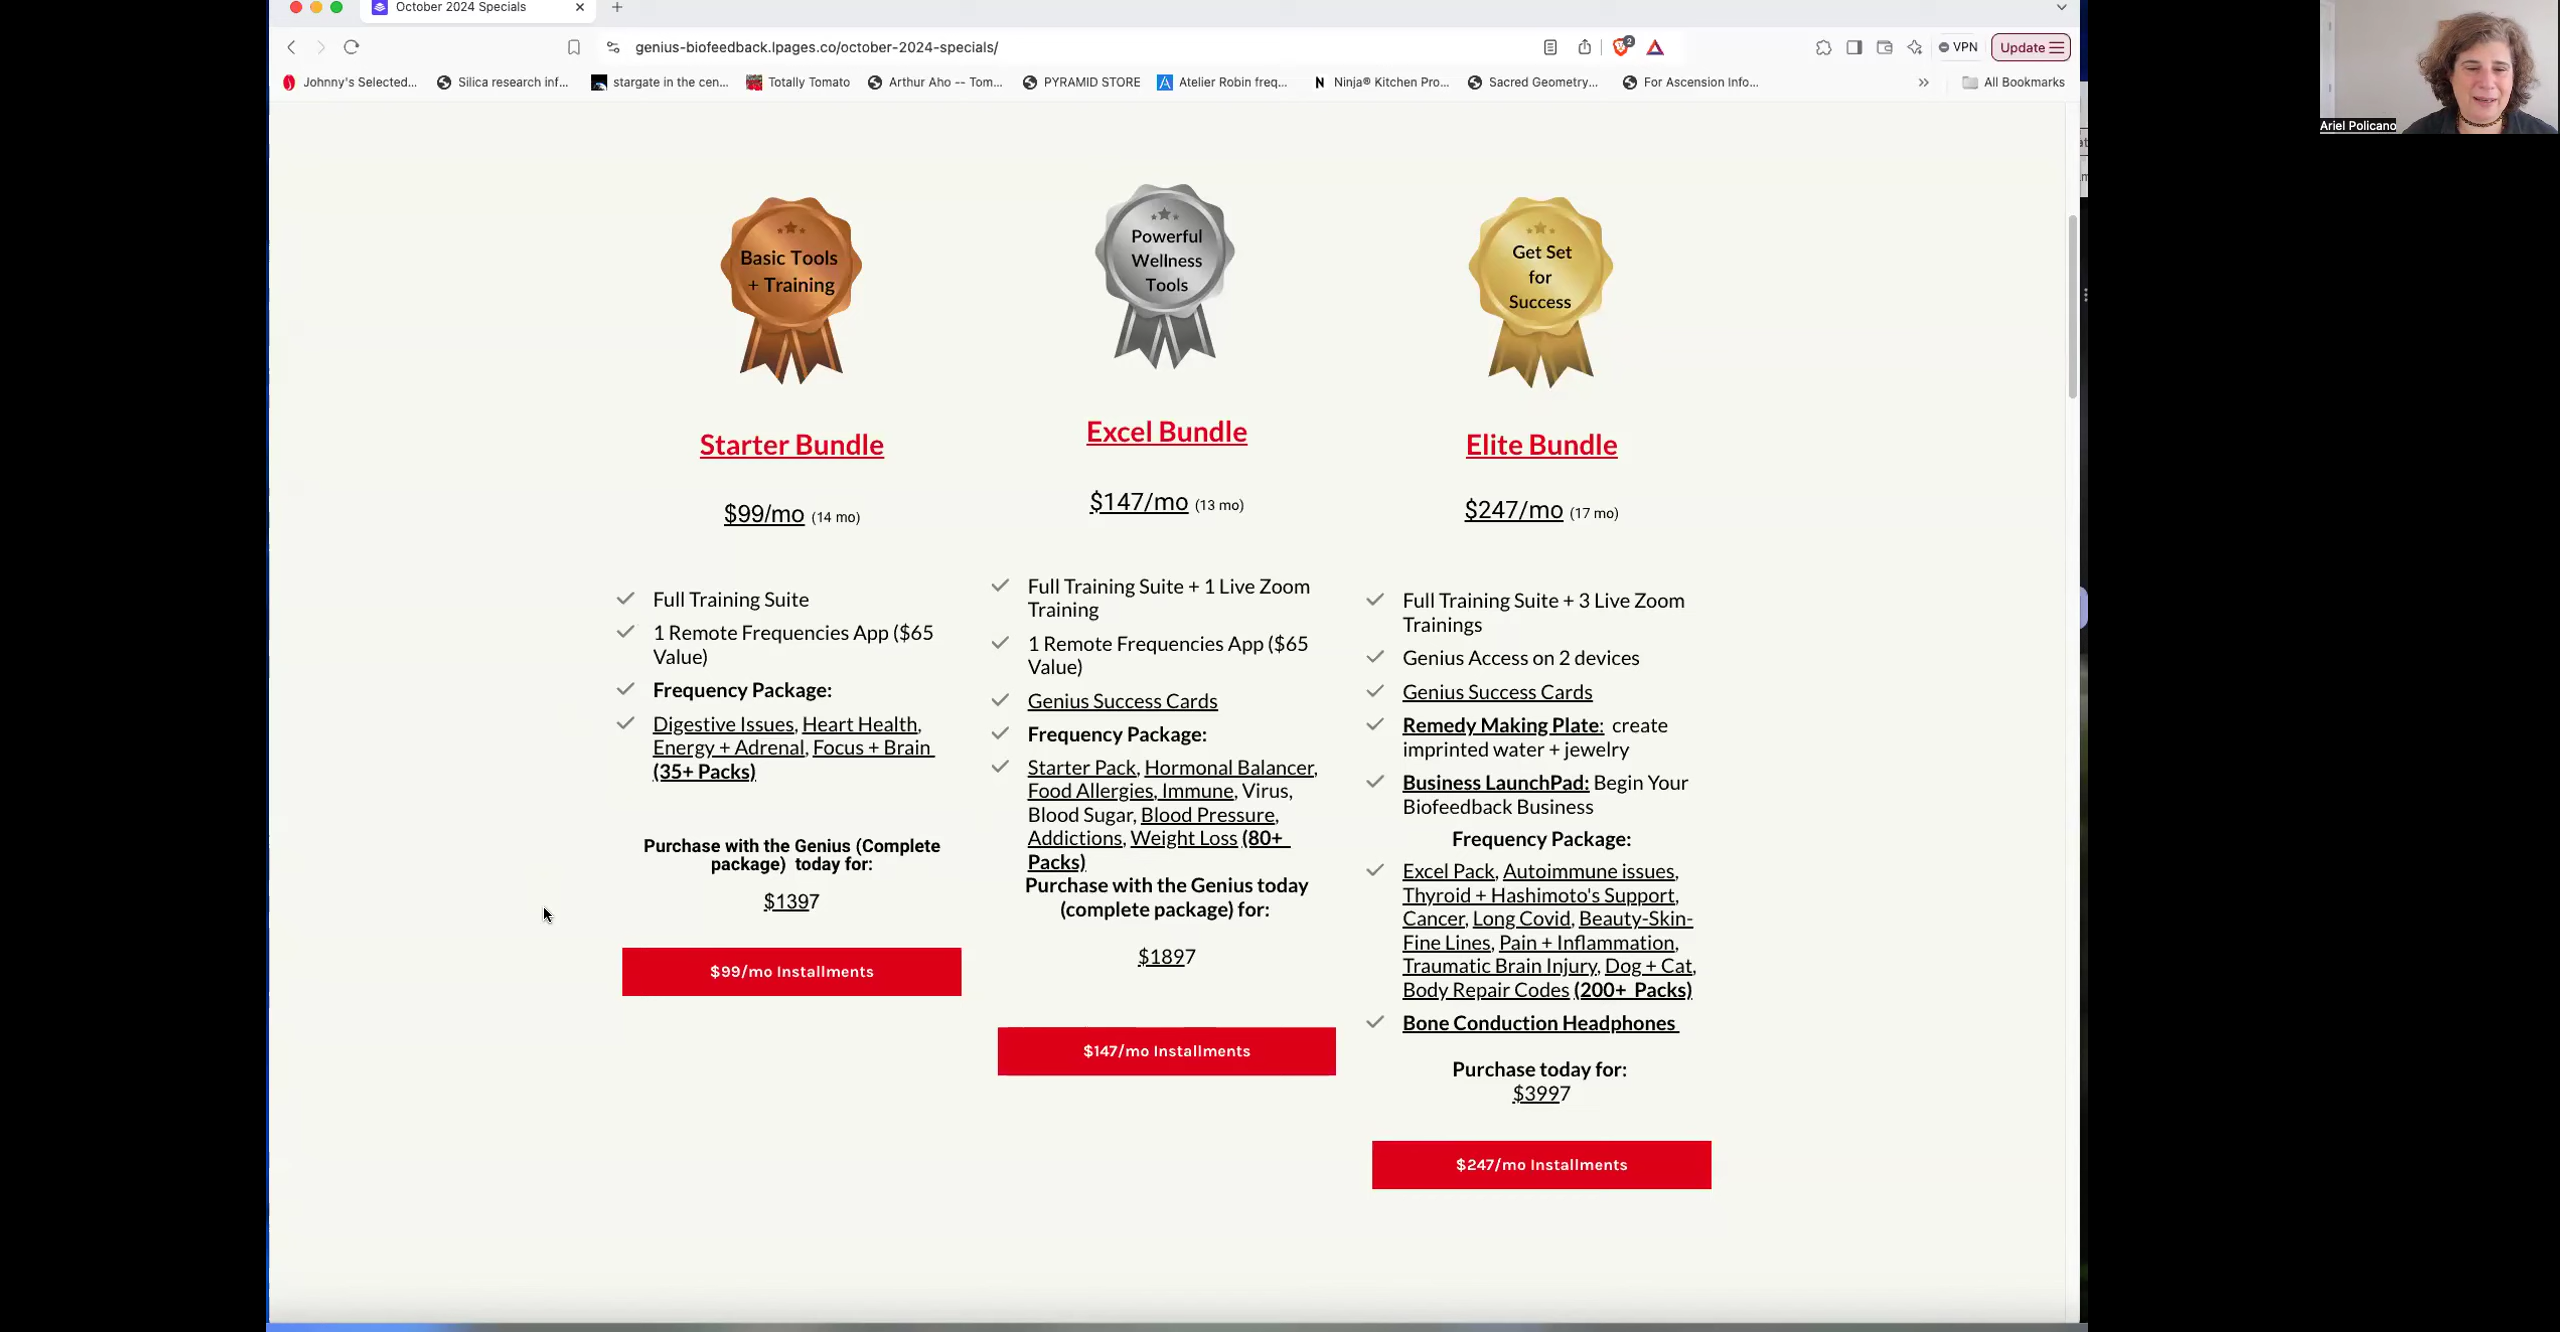 October 2024 Specials
genius-biofeedback.lpages.co/october-2024-specials/
2
VPN
Update
Johnny's Selected...
Silica research inf...
stargate in the cen...
Totally Tomato
Arthur Aho -- Tom...
PYRAMID STORE
Atelier Robin freq...
Ninja® Kitchen Pro...
Sacred Geometry...
For Ascension Info...
All Bookmarks
Ariel Policano
Basic Tools
+ Training
Starter Bundle
$99/mo (14 mo)
Full Training Suite
1 Remote Frequencies App ($65
Value)
Frequency Package:
Digestive Issues, Heart Health,
Energy + Adrenal, Focus + Brain
(35+ Packs)
Purchase with the Genius (Complete
package) today for:
$1397
$99/mo Installments
Powerful
Wellness
Tools
Excel Bundle
$147/mo (13 mo)
Full Training Suite + 1 Live Zoom
Training
1 Remote Frequencies App ($65
Value)
Genius Success Cards
Frequency Package:
Starter Pack, Hormonal Balancer,
Food Allergies, Immune, Virus,
Blood Sugar, Blood Pressure,
Addictions, Weight Loss (80+
Packs)
Purchase with the Genius today
(complete package) for:
$1897
$147/mo Installments
Get Set
for
Success
Elite Bundle
$247/mo (17 mo)
Full Training Suite + 3 Live Zoom
Trainings
Genius Access on 2 devices
Genius Success Cards
Remedy Making Plate: create
imprinted water + jewelry
Business LaunchPad: Begin Your
Biofeedback Business
Frequency Package:
Excel Pack, Autoimmune issues,
Thyroid + Hashimoto's Support,
Cancer, Long Covid, Beauty-Skin-
Fine Lines, Pain + Inflammation,
Traumatic Brain Injury, Dog + Cat,
Body Repair Codes (200+ Packs)
Bone Conduction Headphones
Purchase today for:
$3997
$247/mo Installments